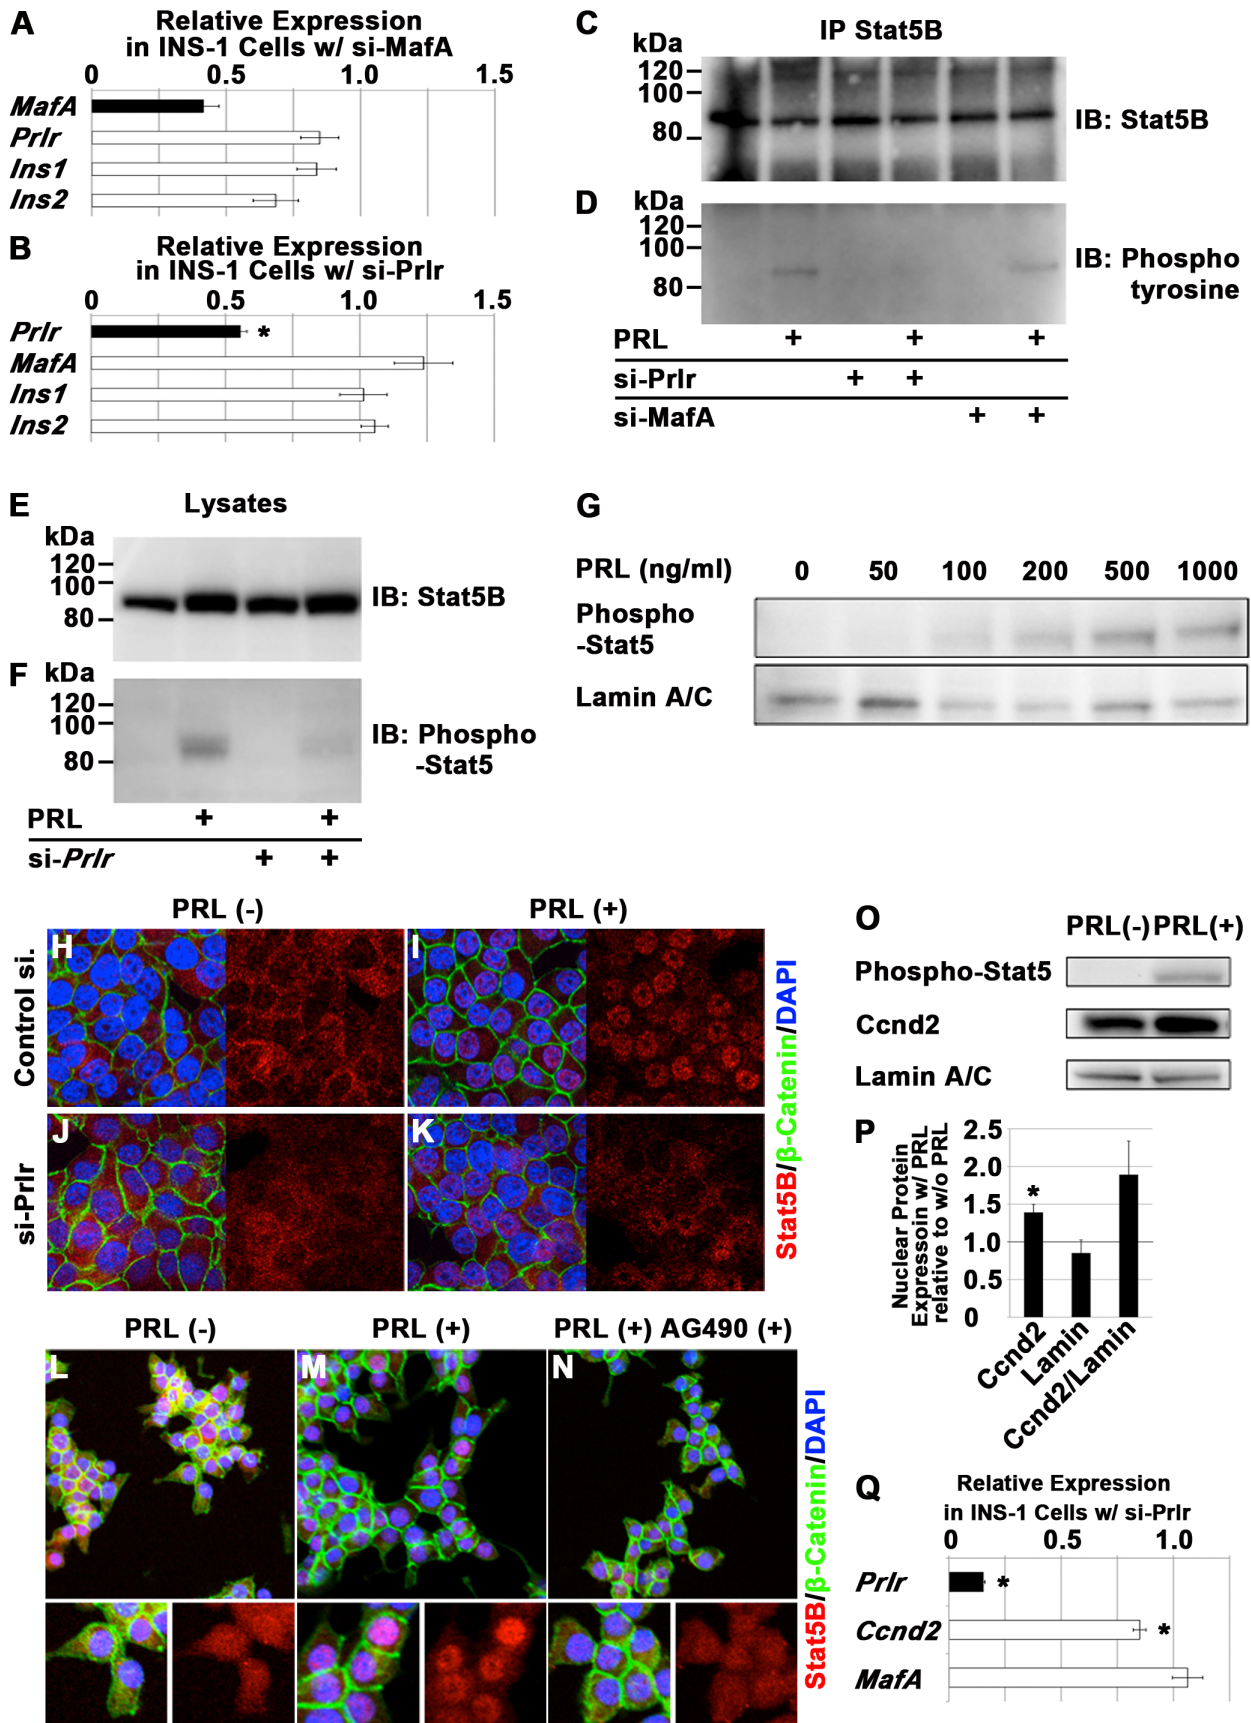 A
Relative Expression
in INS-1 Cells w/ si-MafA
0 0.5 1.0 1.5
MafA
Prlr
Ins1
Ins2
B
Relative Expression
in INS-1 Cells w/ si-Prlr
0 0.5 1.0 1.5
Prlr *
MafA
Ins1
Ins2
C
IP Stat5B
kDa
120
100
80
IB: Stat5B
D
kDa
120
100
80
IB: Phospho
tyrosine
PRL + + +
si-Prlr + +
si-MafA + +
E
Lysates
kDa
120
100
80
IB: Stat5B
F
kDa
120
100
80
IB: Phospho
-Stat5
PRL + +
si-Prlr + +
G
PRL (ng/ml) 0 50 100 200 500 1000
Phospho
-Stat5
Lamin A/C
PRL (-) PRL (+)
Control si.
H I
si-Prlr
J K
Stat5B/β-Catenin/DAPI
PRL (-) PRL (+) PRL (+) AG490 (+)
L M N
Stat5B/β-Catenin/DAPI
O
PRL(-) PRL(+)
Phospho-Stat5
Ccnd2
Lamin A/C
P
Nuclear Protein
Expressoin w/ PRL
relative to w/o PRL
2.5
2.0
1.5
1.0
0.5
0
*
Ccnd2
Lamin
Ccnd2/Lamin
Q
Relative Expression
in INS-1 Cells w/ si-Prlr
0 0.5 1.0
Prlr *
Ccnd2 *
MafA